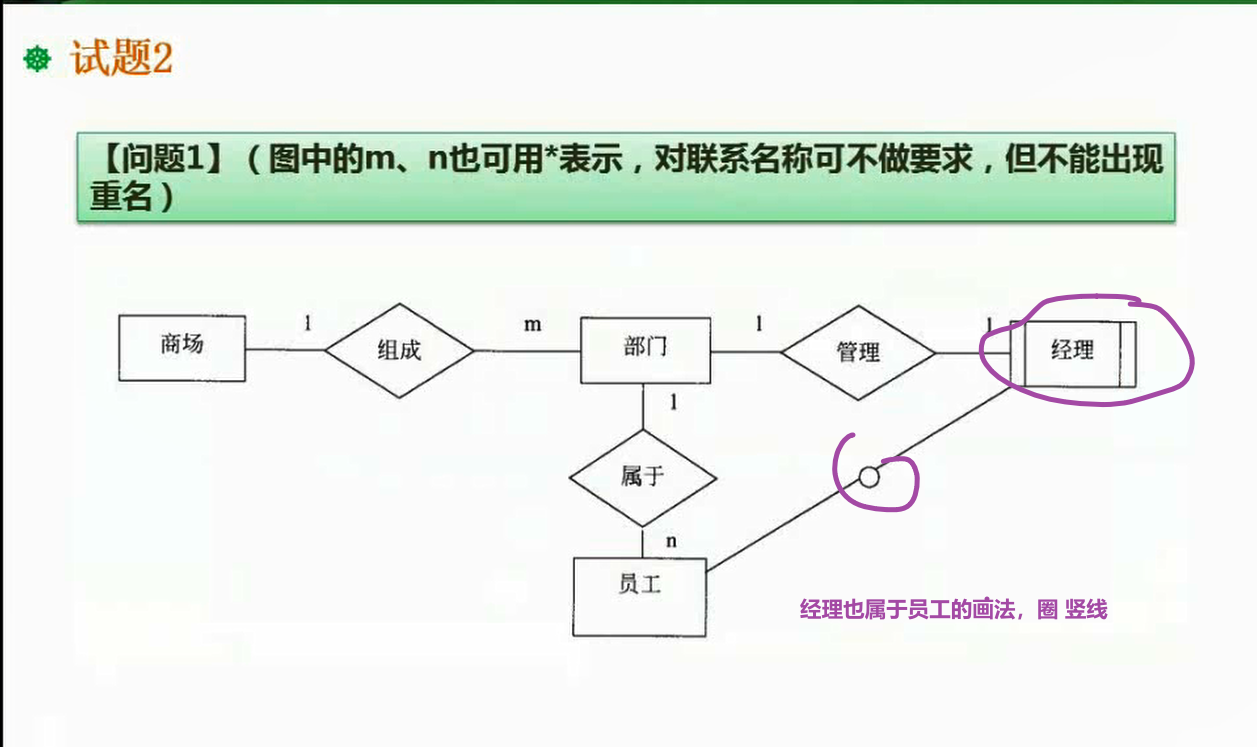 试题2
【问题1】（图中的m、n也可用*表示，对联系名称可不做要求，但不能出现
重名）
商场
1
组成
m
部门
1
管理
1
经理
1
属于
n
员工
经理也属于员工的画法，圈 竖线